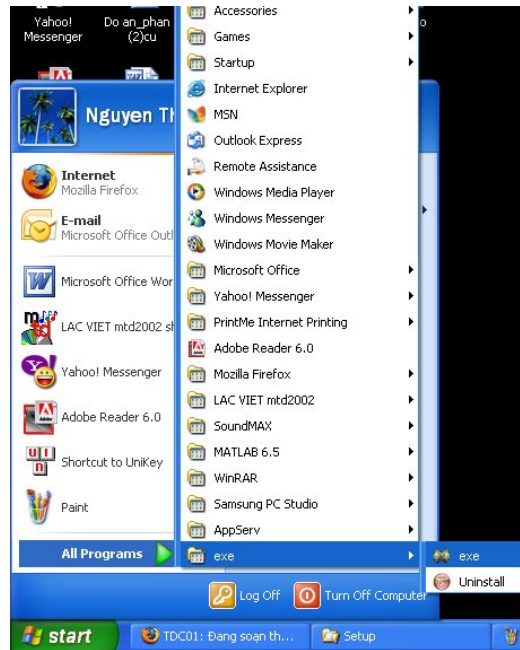 Yahoo!
Messenger
Do an_phan
(2)cu
Nguyen Th
Internet
Mozilla Firefox
E-mail
Microsoft Office Outl
Microsoft Office Wor
LAC VIET mtd2002 sh
Yahoo! Messenger
Adobe Reader 6.0
Shortcut to UniKey
Paint
All Programs
Accessories
Games
Startup
Internet Explorer
MSN
Outlook Express
Remote Assistance
Windows Media Player
Windows Messenger
Windows Movie Maker
Microsoft Office
Yahoo! Messenger
PrintMe Internet Printing
Adobe Reader 6.0
Mozilla Firefox
LAC VIET mtd2002
SoundMAX
MATLAB 6.5
WinRAR
Samsung PC Studio
AppServ
exe
exe
Uninstall
Log Off
Turn Off Computer
start
TDC01: Đang soạn th...
Setup